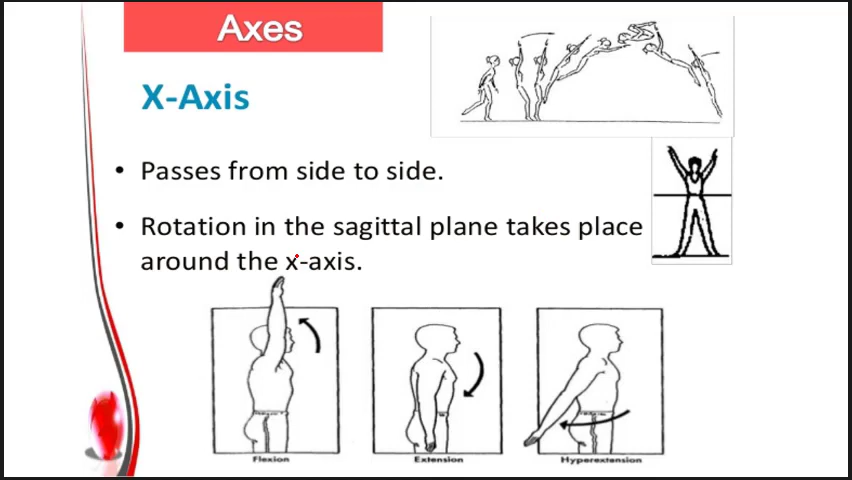 Axes
X-Axis
• Passes from side to side.
• Rotation in the sagittal plane takes place
around the x-axis.
Flexion
Extension
Hyperextension